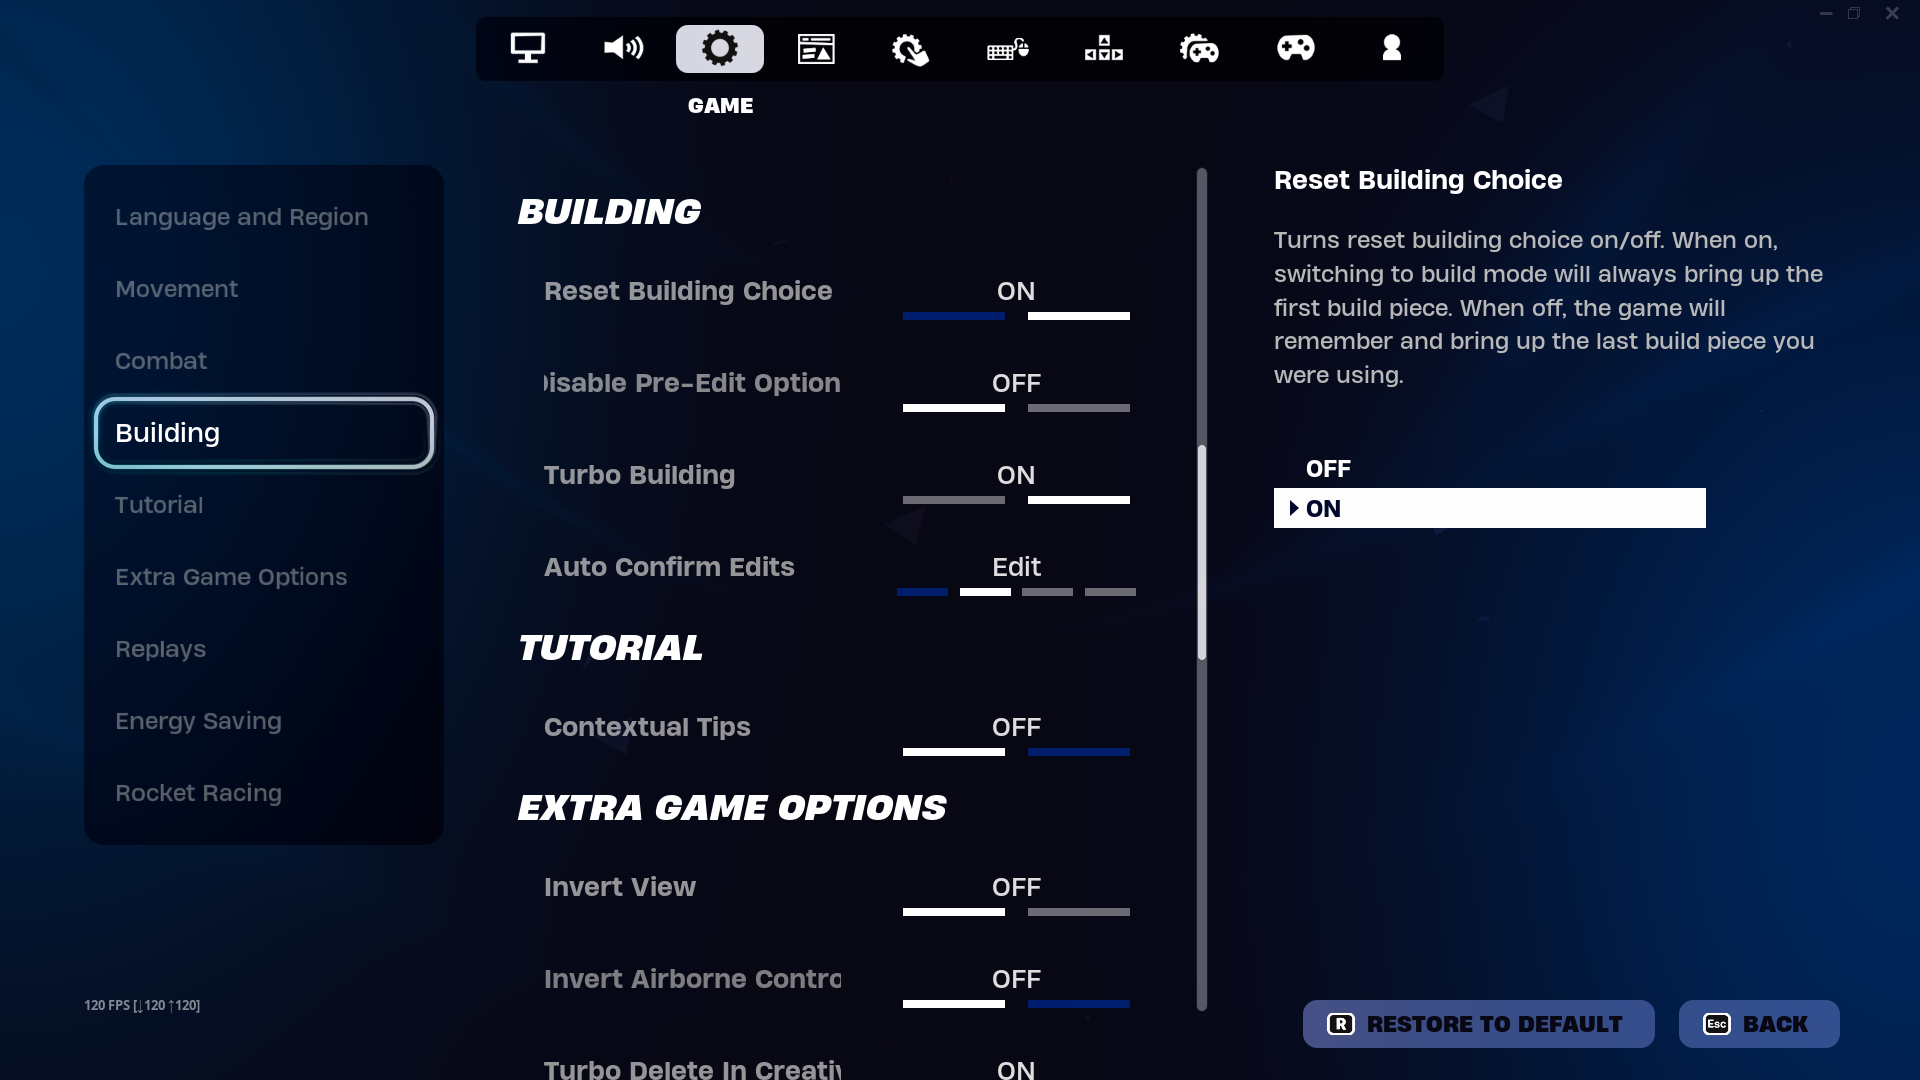 GAME
Language and Region
Movement
Combat
Building
Tutorial
Extra Game Options
Replays
Energy Saving
Rocket Racing
BUILDING
Reset Building Choice ON
Disable Pre-Edit Option OFF
Turbo Building ON
Auto Confirm Edits Edit
TUTORIAL
Contextual Tips OFF
EXTRA GAME OPTIONS
Invert View OFF
Invert Airborne Contro OFF
Turbo Delete In Creativ ON
Reset Building Choice
Turns reset building choice on/off. When on,
switching to build mode will always bring up the
first build piece. When off, the game will
remember and bring up the last build piece you
were using.
OFF
ON
120 FPS [↓120 ↑120]
R RESTORE TO DEFAULT
Esc BACK